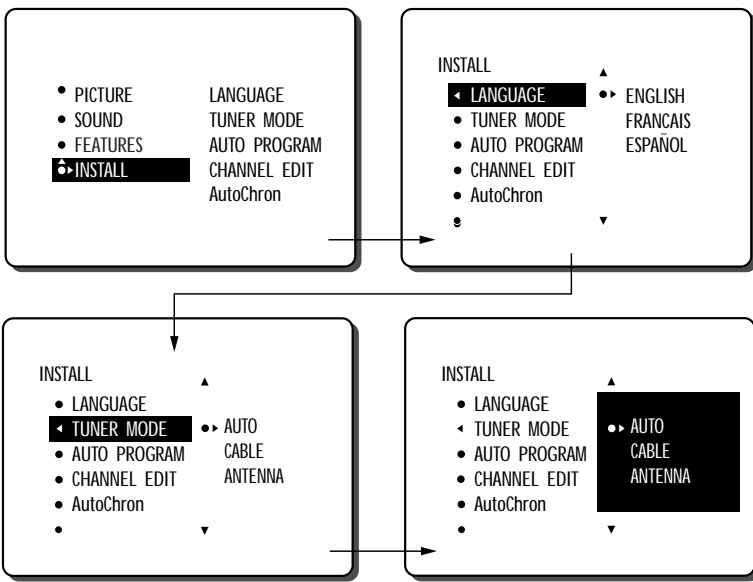 PICTURE LANGUAGE
SOUND TUNER MODE
FEATURES AUTO PROGRAM
INSTALL CHANNEL EDIT
AutoChron
INSTALL
LANGUAGE ENGLISH
TUNER MODE FRANCAIS
AUTO PROGRAM ESPAÑOL
CHANNEL EDIT
AutoChron
INSTALL
LANGUAGE
TUNER MODE AUTO
AUTO PROGRAM CABLE
CHANNEL EDIT ANTENNA
AutoChron
INSTALL
LANGUAGE
TUNER MODE AUTO
AUTO PROGRAM CABLE
CHANNEL EDIT ANTENNA
AutoChron